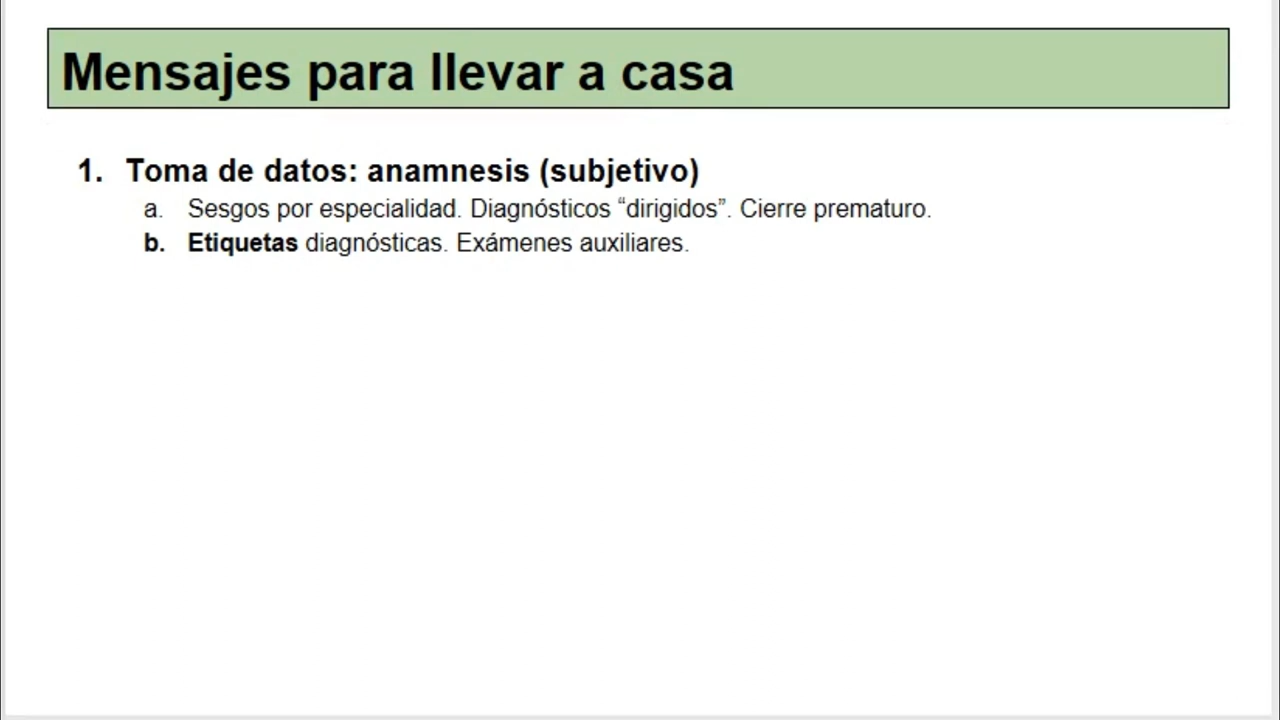 Mensajes para llevar a casa
1. Toma de datos: anamnesis (subjetivo)
a. Sesgos por especialidad. Diagnósticos “dirigidos”. Cierre prematuro.
b. Etiquetas diagnósticas. Exámenes auxiliares.